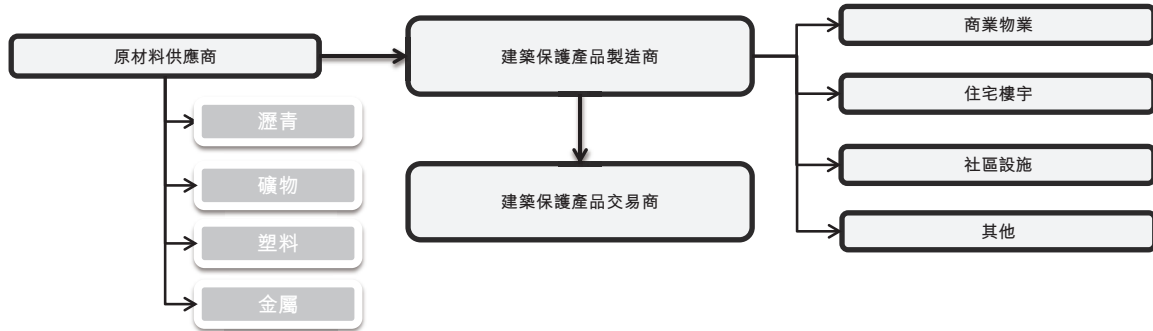 原材料供應商
瀝青
礦物
塑料
金屬
建築保護產品製造商
建築保護產品交易商
商業物業
住宅樓宇
社區設施
其他